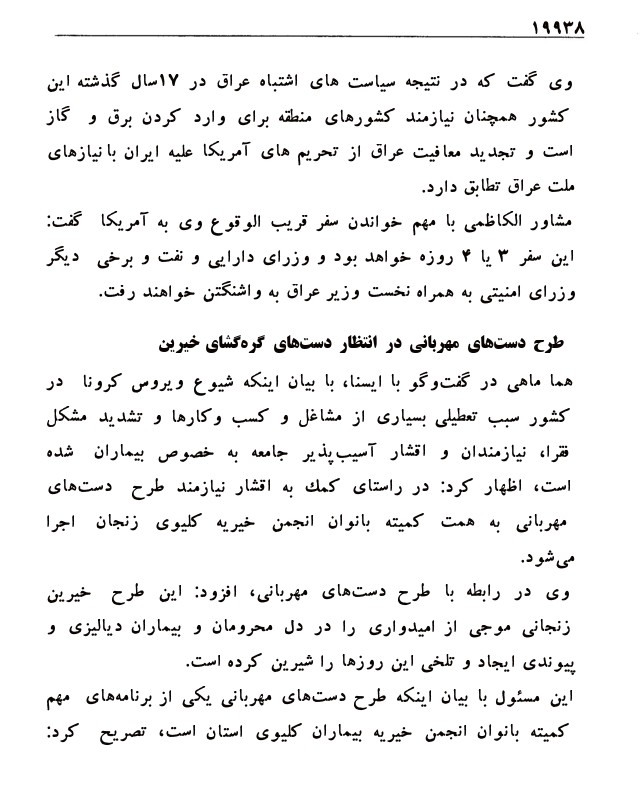 ۱۹۹۳۸
وی گفت که در نتیجه سیاست های اشتباه عراق در ۱۷سال گذشته این
کشور همچنان نیازمند کشورهای منطقه برای وارد کردن برق و گاز
است و تجدید معافیت عراق از تحریم های آمریکا علیه ایران با نیازهای
ملت عراق تطابق دارد.
مشاور الکاظمی با مهم خواندن سفر قریب الوقوع وی به آمریکا گفت:
این سفر ۳ یا ۴ روزه خواهد بود و وزرای دارایی و نفت و برخی دیگر
وزرای امنیتی به همراه نخست وزیر عراق به واشنگتن خواهند رفت.
طرح دست‌های مهربانی در انتظار دست‌های گره‌گشای خیرین
هما ماهی در گفت‌وگو با ایسنا، با بیان اینکه شیوع ویروس کرونا در
کشور سبب تعطیلی بسیاری از مشاغل و کسب وکارها و تشدید مشکل
فقرا، نیازمندان و اقشار آسیب‌پذیر جامعه به خصوص بیماران شده
است، اظهار کرد: در راستای کمك به اقشار نیازمند طرح دست‌های
مهربانی به همت کمیته بانوان انجمن خیریه کلیوی زنجان اجرا
می‌شود.
وی در رابطه با طرح دست‌های مهربانی، افزود: این طرح خیرین
زنجانی موجی از امیدواری را در دل محرومان و بیماران دیالیزی و
پیوندی ایجاد و تلخی این روزها را شیرین کرده است.
این مسئول با بیان اینکه طرح دست‌های مهربانی یکی از برنامه‌های مهم
کمیته بانوان انجمن خیریه بیماران کلیوی استان است، تصریح کرد: